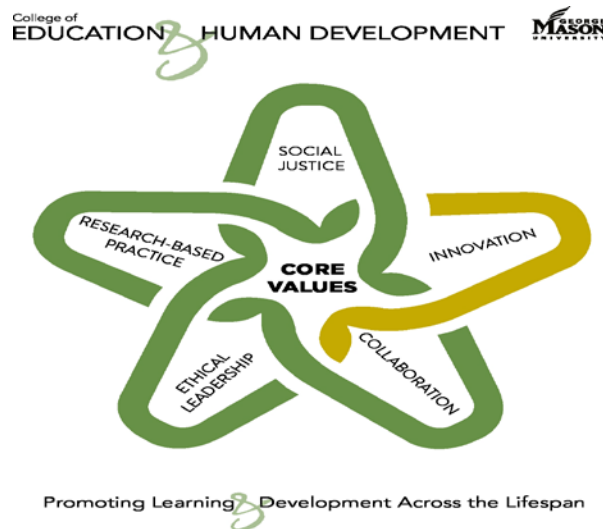 College of
EDUCATION & HUMAN DEVELOPMENT
GEORGE
MASON
UNIVERSITY
SOCIAL
JUSTICE
RESEARCH-BASED
PRACTICE
INNOVATION
CORE
VALUES
ETHICAL
LEADERSHIP
COLLABORATION
Promoting Learning & Development Across the Lifespan